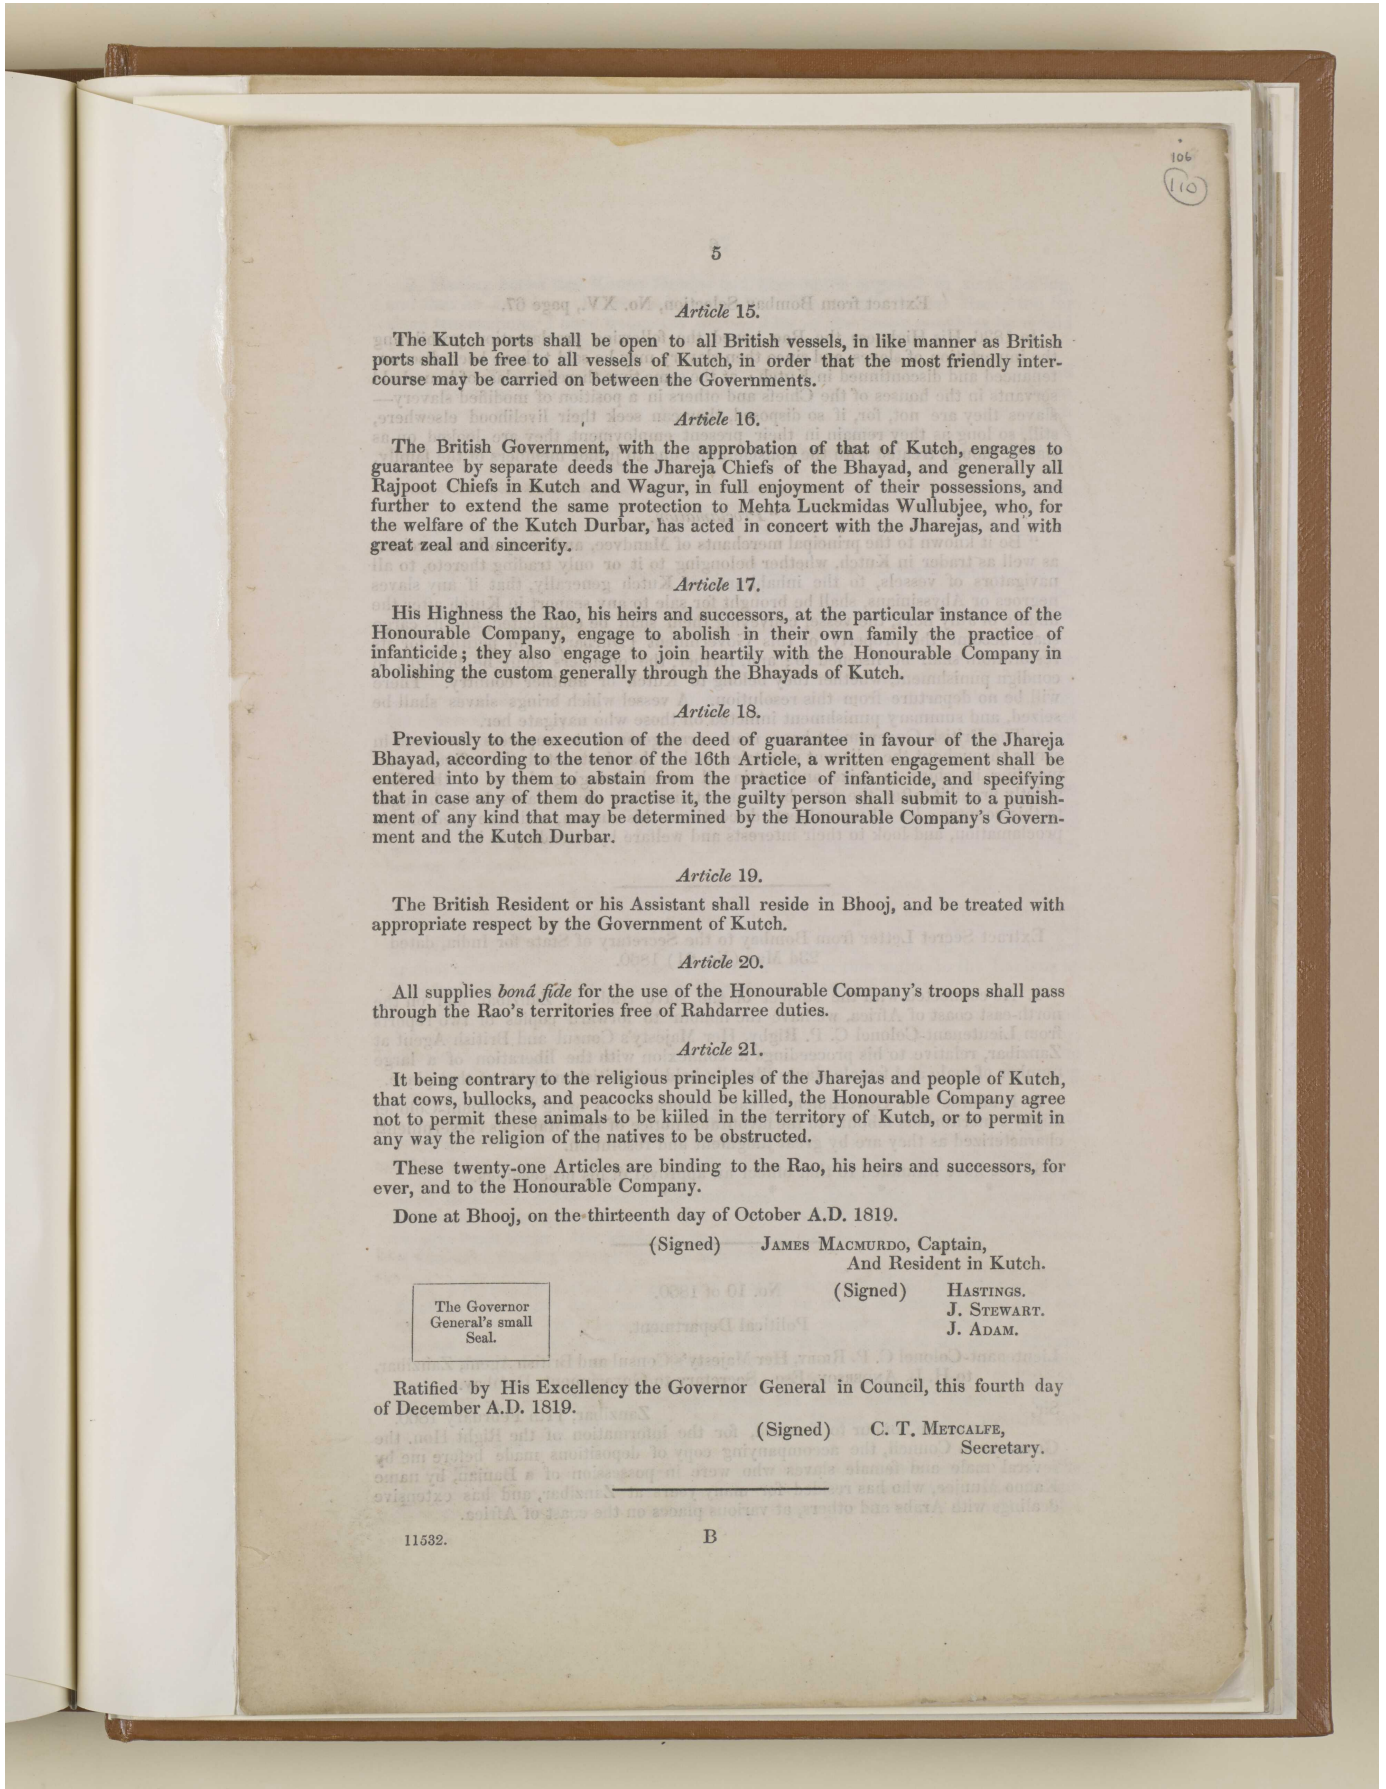 106
110
5
Article 15.
The Kutch ports shall be open to all British vessels, in like manner as British
ports shall be free to all vessels of Kutch, in order that the most friendly inter-
course may be carried on between the Governments.
Article 16.
The British Government, with the approbation of that of Kutch, engages to
guarantee by separate deeds the Jhareja Chiefs of the Bhayad, and generally all
Rajpoot Chiefs in Kutch and Wagur, in full enjoyment of their possessions, and
further to extend the same protection to Mehta Luckmidas Wullubjee, who, for
the welfare of the Kutch Durbar, has acted in concert with the Jharejas, and with
great zeal and sincerity.
Article 17.
His Highness the Rao, his heirs and successors, at the particular instance of the
Honourable Company, engage to abolish in their own family the practice of
infanticide; they also engage to join heartily with the Honourable Company in
abolishing the custom generally through the Bhayads of Kutch.
Article 18.
Previously to the execution of the deed of guarantee in favour of the Jhareja
Bhayad, according to the tenor of the 16th Article, a written engagement shall be
entered into by them to abstain from the practice of infanticide, and specifying
that in case any of them do practise it, the guilty person shall submit to a punish-
ment of any kind that may be determined by the Honourable Company's Govern-
ment and the Kutch Durbar.
Article 19.
The British Resident or his Assistant shall reside in Bhooj, and be treated with
appropriate respect by the Government of Kutch.
Article 20.
All supplies bonâ fide for the use of the Honourable Company's troops shall pass
through the Rao's territories free of Rahdarree duties.
Article 21.
It being contrary to the religious principles of the Jharejas and people of Kutch,
that cows, bullocks, and peacocks should be killed, the Honourable Company agree
not to permit these animals to be kiiled in the territory of Kutch, or to permit in
any way the religion of the natives to be obstructed.
These twenty-one Articles are binding to the Rao, his heirs and successors, for
ever, and to the Honourable Company.
Done at Bhooj, on the thirteenth day of October A.D. 1819.
(Signed) JAMES MACMURDO, Captain,
And Resident in Kutch.
(Signed) HASTINGS.
J. STEWART.
J. ADAM.
The Governor
General's small
Seal.
Ratified by His Excellency the Governor General in Council, this fourth day
of December A.D. 1819.
(Signed) C. T. METCALFE,
Secretary.
11532.
B